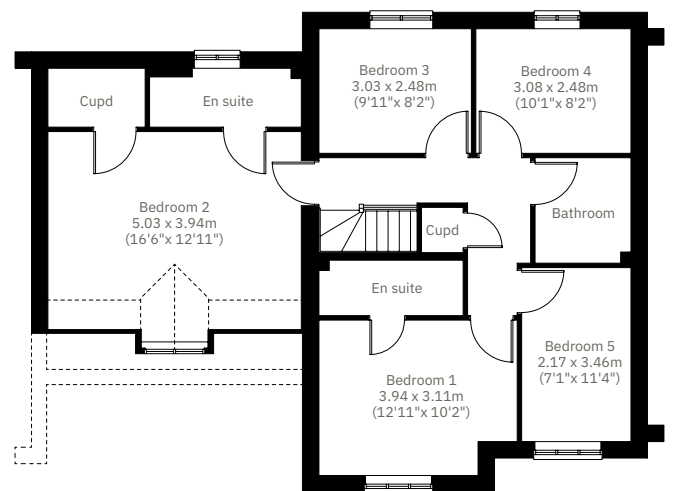 Bedroom 3
3.03 x 2.48m
(9'11"x 8'2")
Bedroom 4
3.08 x 2.48m
(10'1"x 8'2")
Cupd
En suite
Bedroom 2
5.03 x 3.94m
(16'6"x 12'11")
Bathroom
Cupd
En suite
Bedroom 5
2.17 x 3.46m
(7'1"x 11'4")
Bedroom 1
3.94 x 3.11m
(12'11"x 10'2")